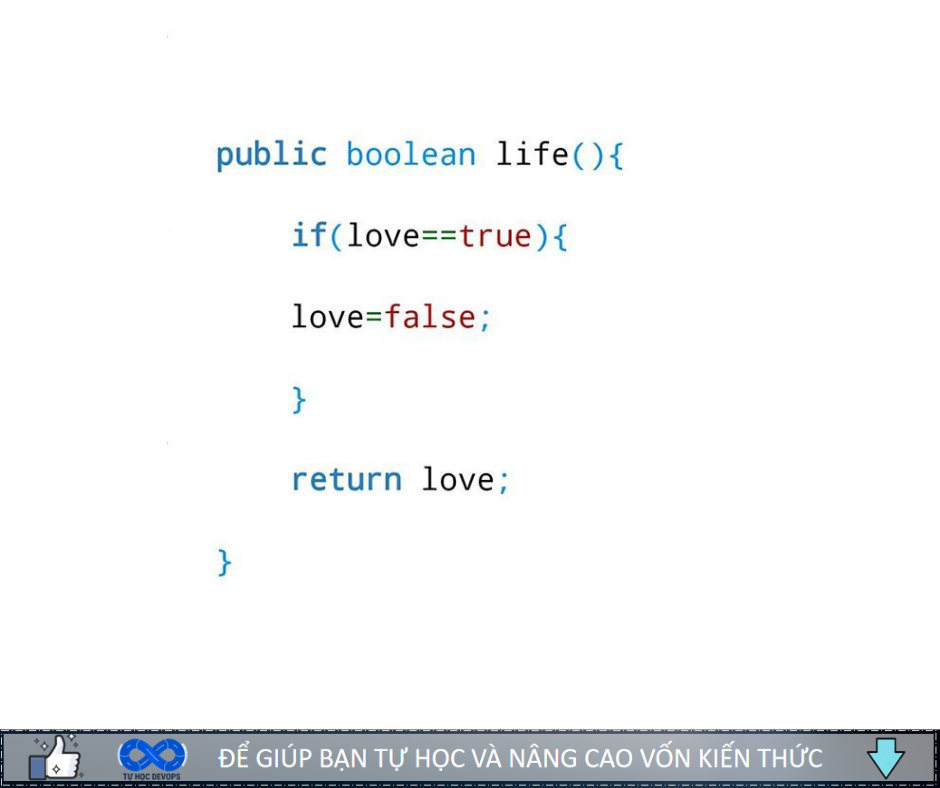 public boolean life(){
if(love==true){
love=false;
}
return love;
}
TỰ HỌC DEVOPS
ĐỂ GIÚP BẠN TỰ HỌC VÀ NÂNG CAO VỐN KIẾN THỨC